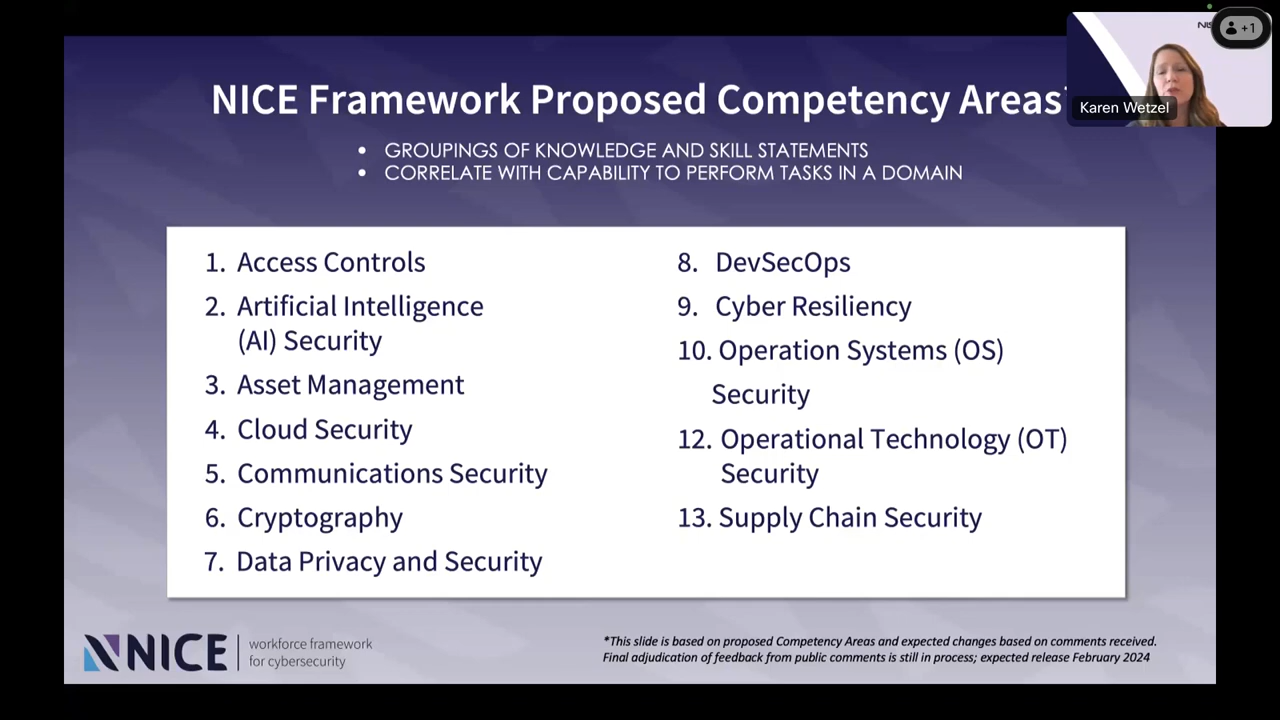 NICE Framework Proposed Competency Areas
+1
Karen Wetzel
• GROUPINGS OF KNOWLEDGE AND SKILL STATEMENTS
• CORRELATE WITH CAPABILITY TO PERFORM TASKS IN A DOMAIN
1. Access Controls
2. Artificial Intelligence
(AI) Security
3. Asset Management
4. Cloud Security
5. Communications Security
6. Cryptography
7. Data Privacy and Security
8. DevSecOps
9. Cyber Resiliency
10. Operation Systems (OS)
Security
12. Operational Technology (OT)
Security
13. Supply Chain Security
NICE
workforce framework
for cybersecurity
*This slide is based on proposed Competency Areas and expected changes based on comments received.
Final adjudication of feedback from public comments is still in process; expected release February 2024